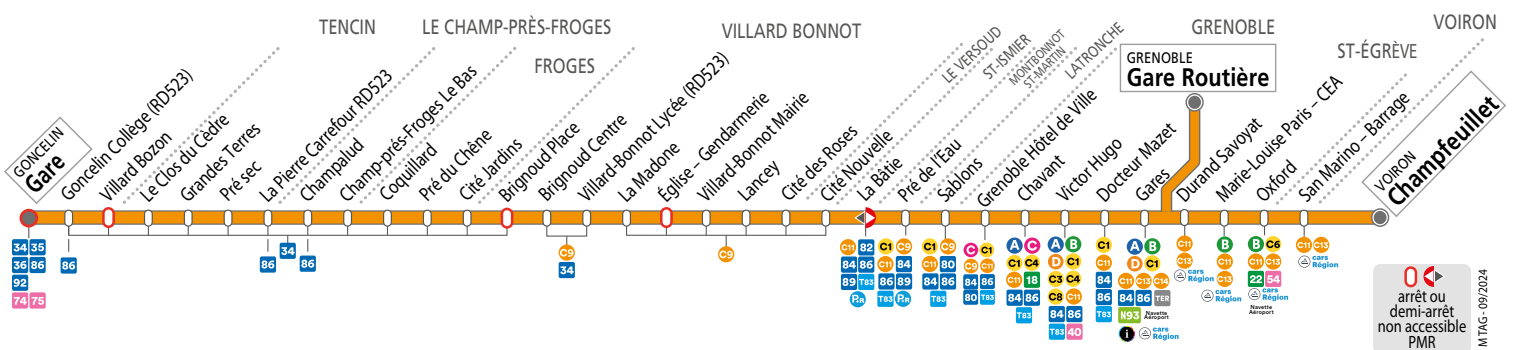 TENCIN
LE CHAMP-PRÈS-FROGES
FROGES
VILLARD BONNOT
LE VERSOUD
ST-ISMIER
MONTBONNOT
ST-MARTIN
LA TRONCHE
GRENOBLE
ST-ÉGRÈVE
VOIRON
GONCELIN
Gare
Goncelin Collège (RD523)
Villard Bozon
Le Clos du Cèdre
Grandes Terres
Pré sec
La Pierre Carrefour RD523
Champalud
Champ-prés-Froges Le Bas
Coquillard
Pré du Chêne
Cité Jardins
Brignoud Place
Brignoud Centre
Villard-Bonnot Lycée (RD523)
La Madone
Église – Gendarmerie
Villard-Bonnot Mairie
Lancey
Cité des Roses
Cité Nouvelle
La Bâtie
Pré de l'Eau
Sablons
Grenoble Hôtel de Ville
Chavant
Victor Hugo
Docteur Mazet
Gares
GRENOBLE
Gare Routière
Durand Savoyat
Marie-Louise Paris – CEA
Oxford
San Marino – Barrage
VOIRON
Champfeuillet
34 35
36 86
92
74 75
86
86
34
86
C9
34
C9
C11 82
84 86
89 T83
P+R
C1 C9
C11 84
86 89
T83 P+R
C1 C9
C11 80
84 86
T83
C C1
C9 C11
84 86
80 T83
A C
C1 C4
C11 18
84 86
T83
A B
D C1
C3 C4
C8 C11
84 86
T83 40
C1
C11
84
86
T83
A B
D C1
C11 C13 C14
84 86 TER
N93 Navette Aéroport
i cars Région
C11
C13
cars Région
B
C11
C13
cars Région
B C6
C11 C13
22 54
cars Région
Navette Aéroport
C11 C13
cars Région
arrêt ou
demi-arrêt
non accessible
PMR
M TAG - 09/2024